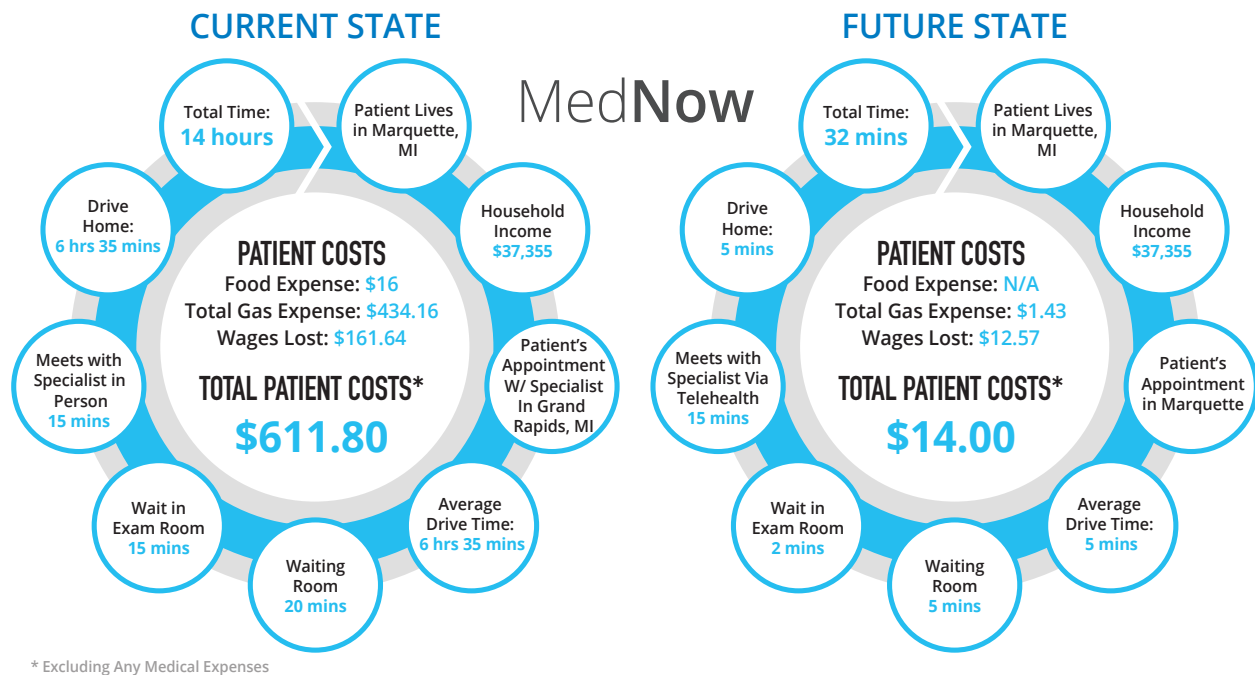 CURRENT STATE
Total Time:
14 hours
Patient Lives
in Marquette,
MI
Household
Income
$37,355
Patient’s
Appointment
W/ Specialist
In Grand
Rapids, MI
Average
Drive Time:
6 hrs 35 mins
Waiting
Room
20 mins
Wait in
Exam Room
15 mins
Meets with
Specialist in
Person
15 mins
Drive
Home:
6 hrs 35 mins
PATIENT COSTS
Food Expense: $16
Total Gas Expense: $434.16
Wages Lost: $161.64
TOTAL PATIENT COSTS*
$611.80
MedNow
FUTURE STATE
Total Time:
32 mins
Patient Lives
in Marquette,
MI
Household
Income
$37,355
Patient’s
Appointment
in Marquette
Average
Drive Time:
5 mins
Waiting
Room
5 mins
Wait in
Exam Room
2 mins
Meets with
Specialist Via
Telehealth
15 mins
Drive
Home:
5 mins
PATIENT COSTS
Food Expense: N/A
Total Gas Expense: $1.43
Wages Lost: $12.57
TOTAL PATIENT COSTS*
$14.00
* Excluding Any Medical Expenses